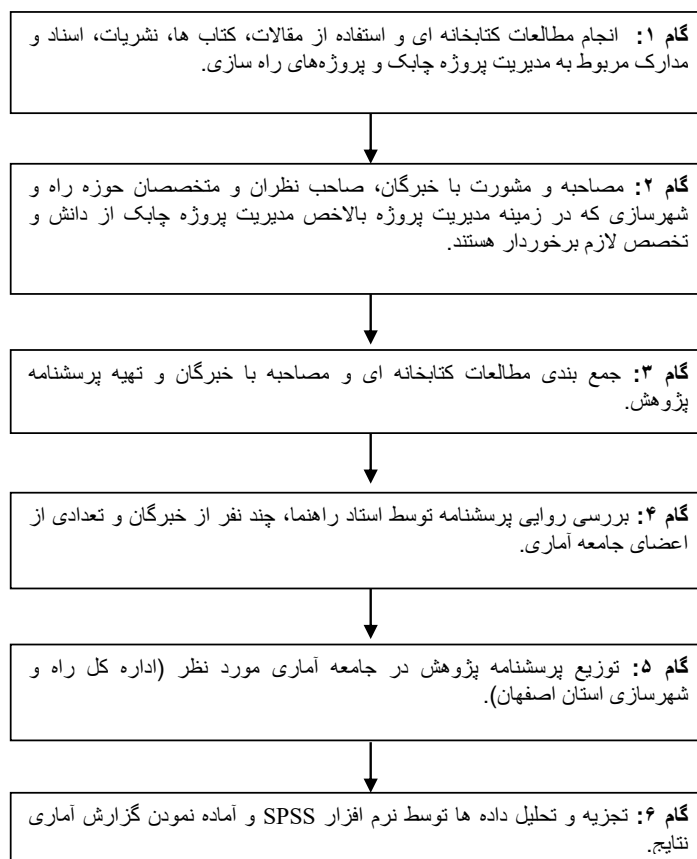 گام ۱: انجام مطالعات کتابخانه ای و استفاده از مقالات، کتاب ها، نشریات، اسناد و
مدارک مربوط به مدیریت پروژه چابک و پروژه‌های راه سازی.
گام ۲: مصاحبه و مشورت با خبرگان، صاحب نظران و متخصصان حوزه راه و
شهرسازی که در زمینه مدیریت پروژه بالاخص مدیریت پروژه چابک از دانش و
تخصص لازم برخوردار هستند.
گام ۳: جمع بندی مطالعات کتابخانه ای و مصاحبه با خبرگان و تهیه پرسشنامه
پژوهش.
گام ۴: بررسی روایی پرسشنامه توسط استاد راهنما، چند نفر از خبرگان و تعدادی از
اعضای جامعه آماری.
گام ۵: توزیع پرسشنامه پژوهش در جامعه آماری مورد نظر (اداره کل راه و
شهرسازی استان اصفهان).
گام ۶: تجزیه و تحلیل داده ها توسط نرم افزار SPSS و آماده نمودن گزارش آماری
نتایج.